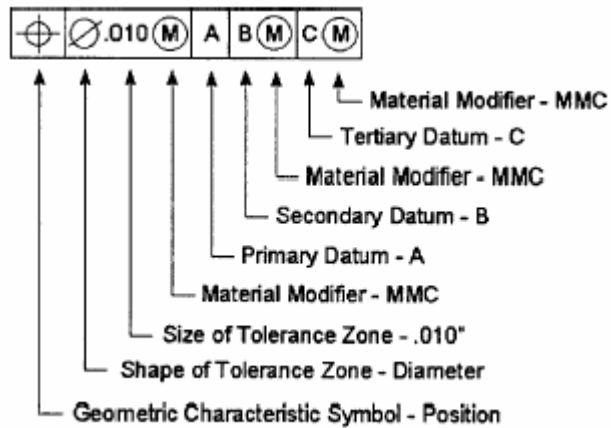 ⌖ ⌀.010 Ⓜ A B Ⓜ C Ⓜ
Material Modifier - MMC
Tertiary Datum - C
Material Modifier - MMC
Secondary Datum - B
Primary Datum - A
Material Modifier - MMC
Size of Tolerance Zone - .010"
Shape of Tolerance Zone - Diameter
Geometric Characteristic Symbol - Position